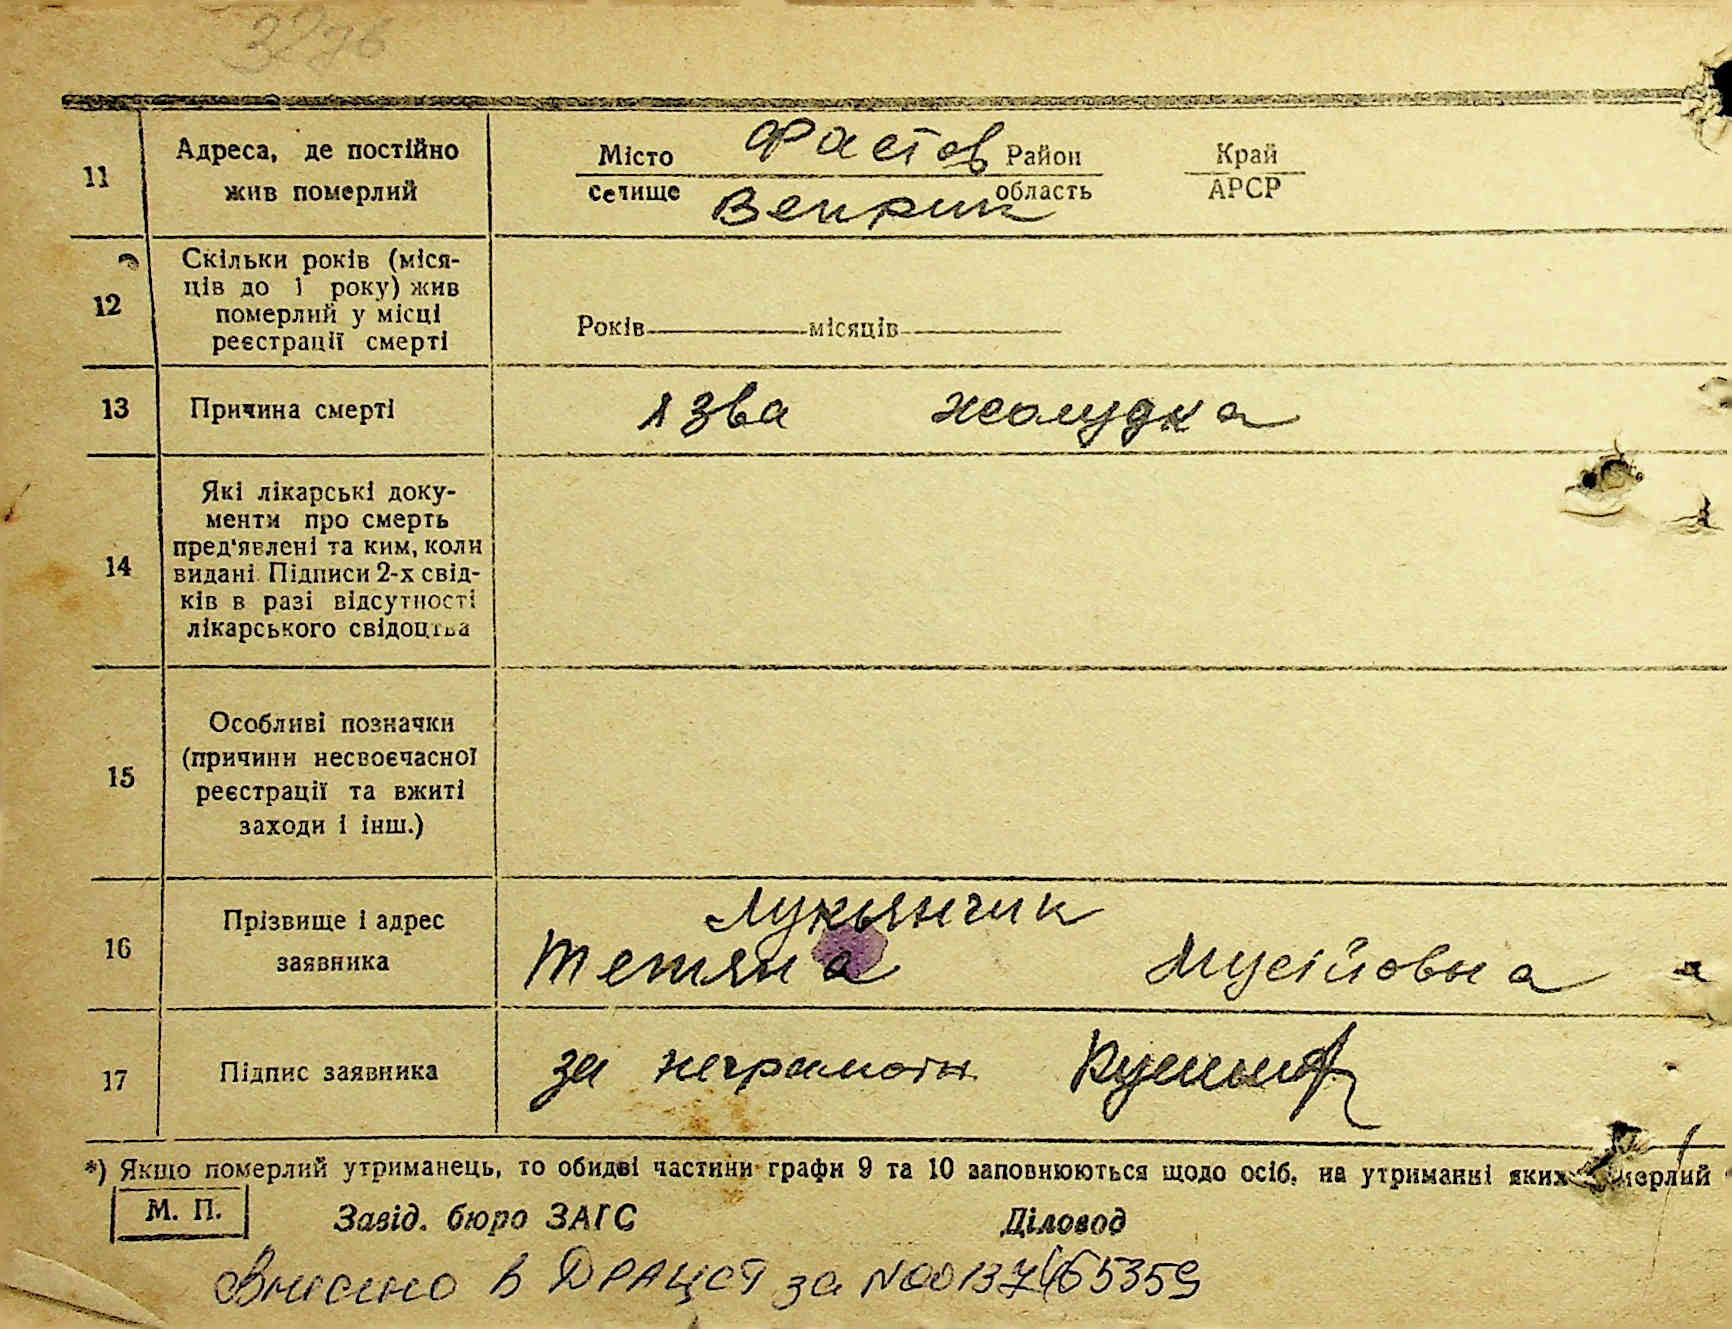 3276
11 Адреса, де постійно жив померлий
Місто Фастов Район Край
селище Веприк область АРСР
12 Скільки років (міся-
ців до 1 року) жив
померлий у місці
реєстрації смерті
Років місяців
13 Причина смерті язва желудка
14 Які лікарські доку-
менти про смерть
пред'явлені та ким, коли
видані. Підписи 2-х свід-
ків в разі відсутності
лікарського свідоцтва
15 Особливі позначки
(причини несвоєчасної
реєстрації та вжиті
заходи і інш.)
16 Прізвище і адрес
заявника
Лукьянчик
Тетяна Мусійовна
17 Підпис заявника за неграмотн.
*) Якщо померлий утриманець, то обидві частини графи 9 та 10 заповнюються щодо осіб, на утриманні яких померлий
М. П. Завід. бюро ЗАГС Діловод
Внесено в ДРАЦСГ за №